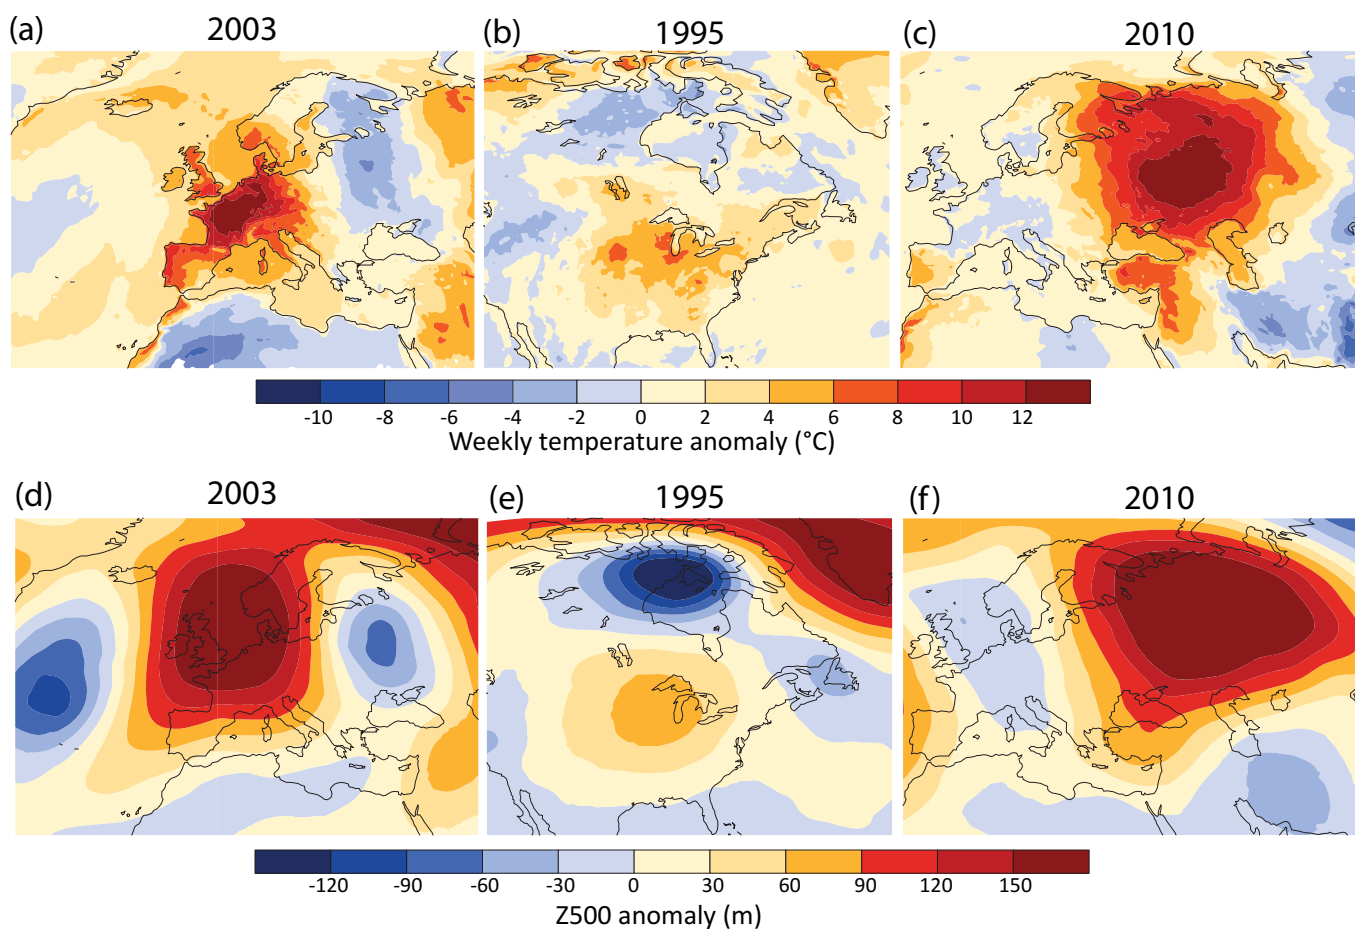 (a) 2003 (b) 1995 (c) 2010
-10 -8 -6 -4 -2 0 2 4 6 8 10 12
Weekly temperature anomaly (°C)
(d) 2003 (e) 1995 (f) 2010
-120 -90 -60 -30 0 30 60 90 120 150
Z500 anomaly (m)